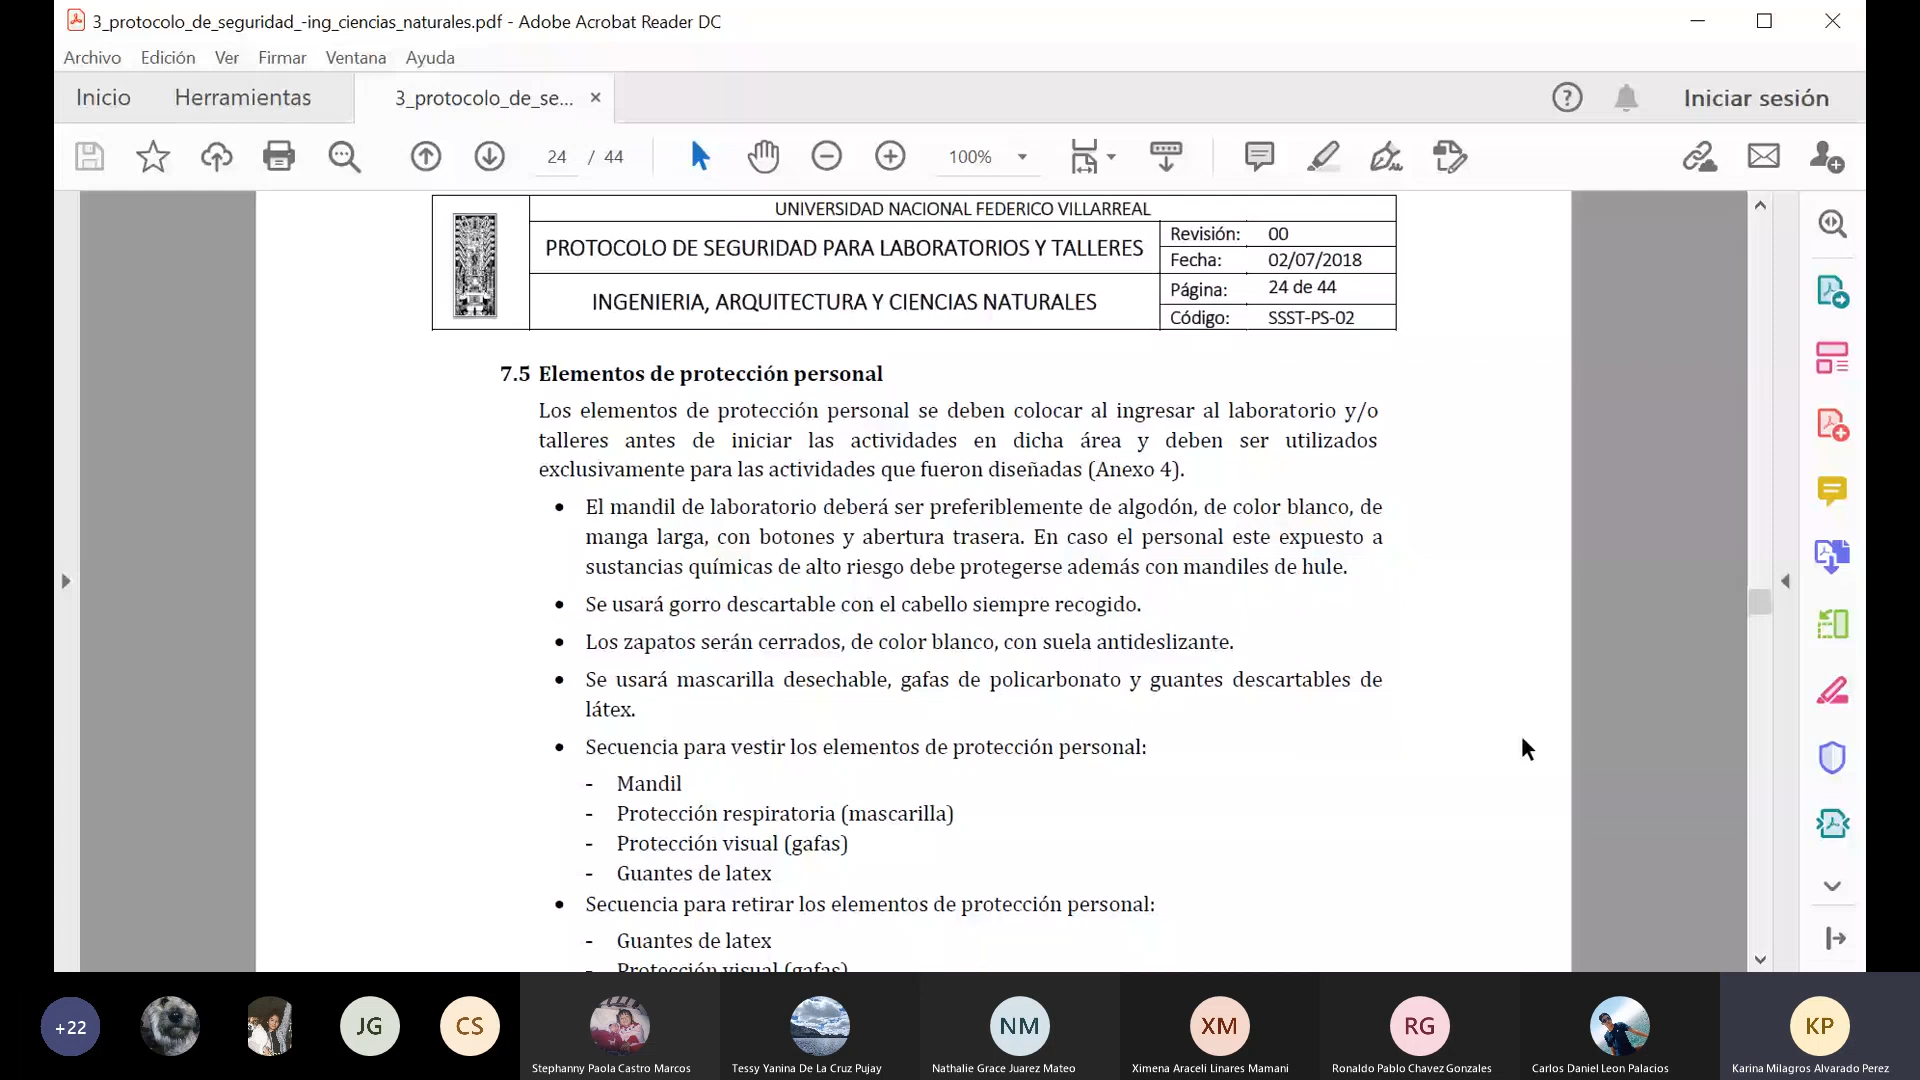 3_protocolo_de_seguridad_-ing_ciencias_naturales.pdf - Adobe Acrobat Reader DC
Archivo Edición Ver Firmar Ventana Ayuda
Inicio Herramientas 3_protocolo_de_se... × Iniciar sesión
24 / 44 100%
UNIVERSIDAD NACIONAL FEDERICO VILLARREAL
PROTOCOLO DE SEGURIDAD PARA LABORATORIOS Y TALLERES
Revisión: 00
Fecha: 02/07/2018
INGENIERIA, ARQUITECTURA Y CIENCIAS NATURALES
Página: 24 de 44
Código: SSST-PS-02
7.5 Elementos de protección personal
Los elementos de protección personal se deben colocar al ingresar al laboratorio y/o
talleres antes de iniciar las actividades en dicha área y deben ser utilizados
exclusivamente para las actividades que fueron diseñadas (Anexo 4).
• El mandil de laboratorio deberá ser preferiblemente de algodón, de color blanco, de
manga larga, con botones y abertura trasera. En caso el personal este expuesto a
sustancias químicas de alto riesgo debe protegerse además con mandiles de hule.
• Se usará gorro descartable con el cabello siempre recogido.
• Los zapatos serán cerrados, de color blanco, con suela antideslizante.
• Se usará mascarilla desechable, gafas de policarbonato y guantes descartables de
látex.
• Secuencia para vestir los elementos de protección personal:
- Mandil
- Protección respiratoria (mascarilla)
- Protección visual (gafas)
- Guantes de latex
• Secuencia para retirar los elementos de protección personal:
- Guantes de latex
- Protección visual (gafas)
+22 JG CS NM XM RG KP
Stephanny Paola Castro Marcos Tessy Yanina De La Cruz Pujay Nathalie Grace Juarez Mateo Ximena Araceli Linares Mamani Ronaldo Pablo Chavez Gonzales Carlos Daniel Leon Palacios Karina Milagros Alvarado Perez